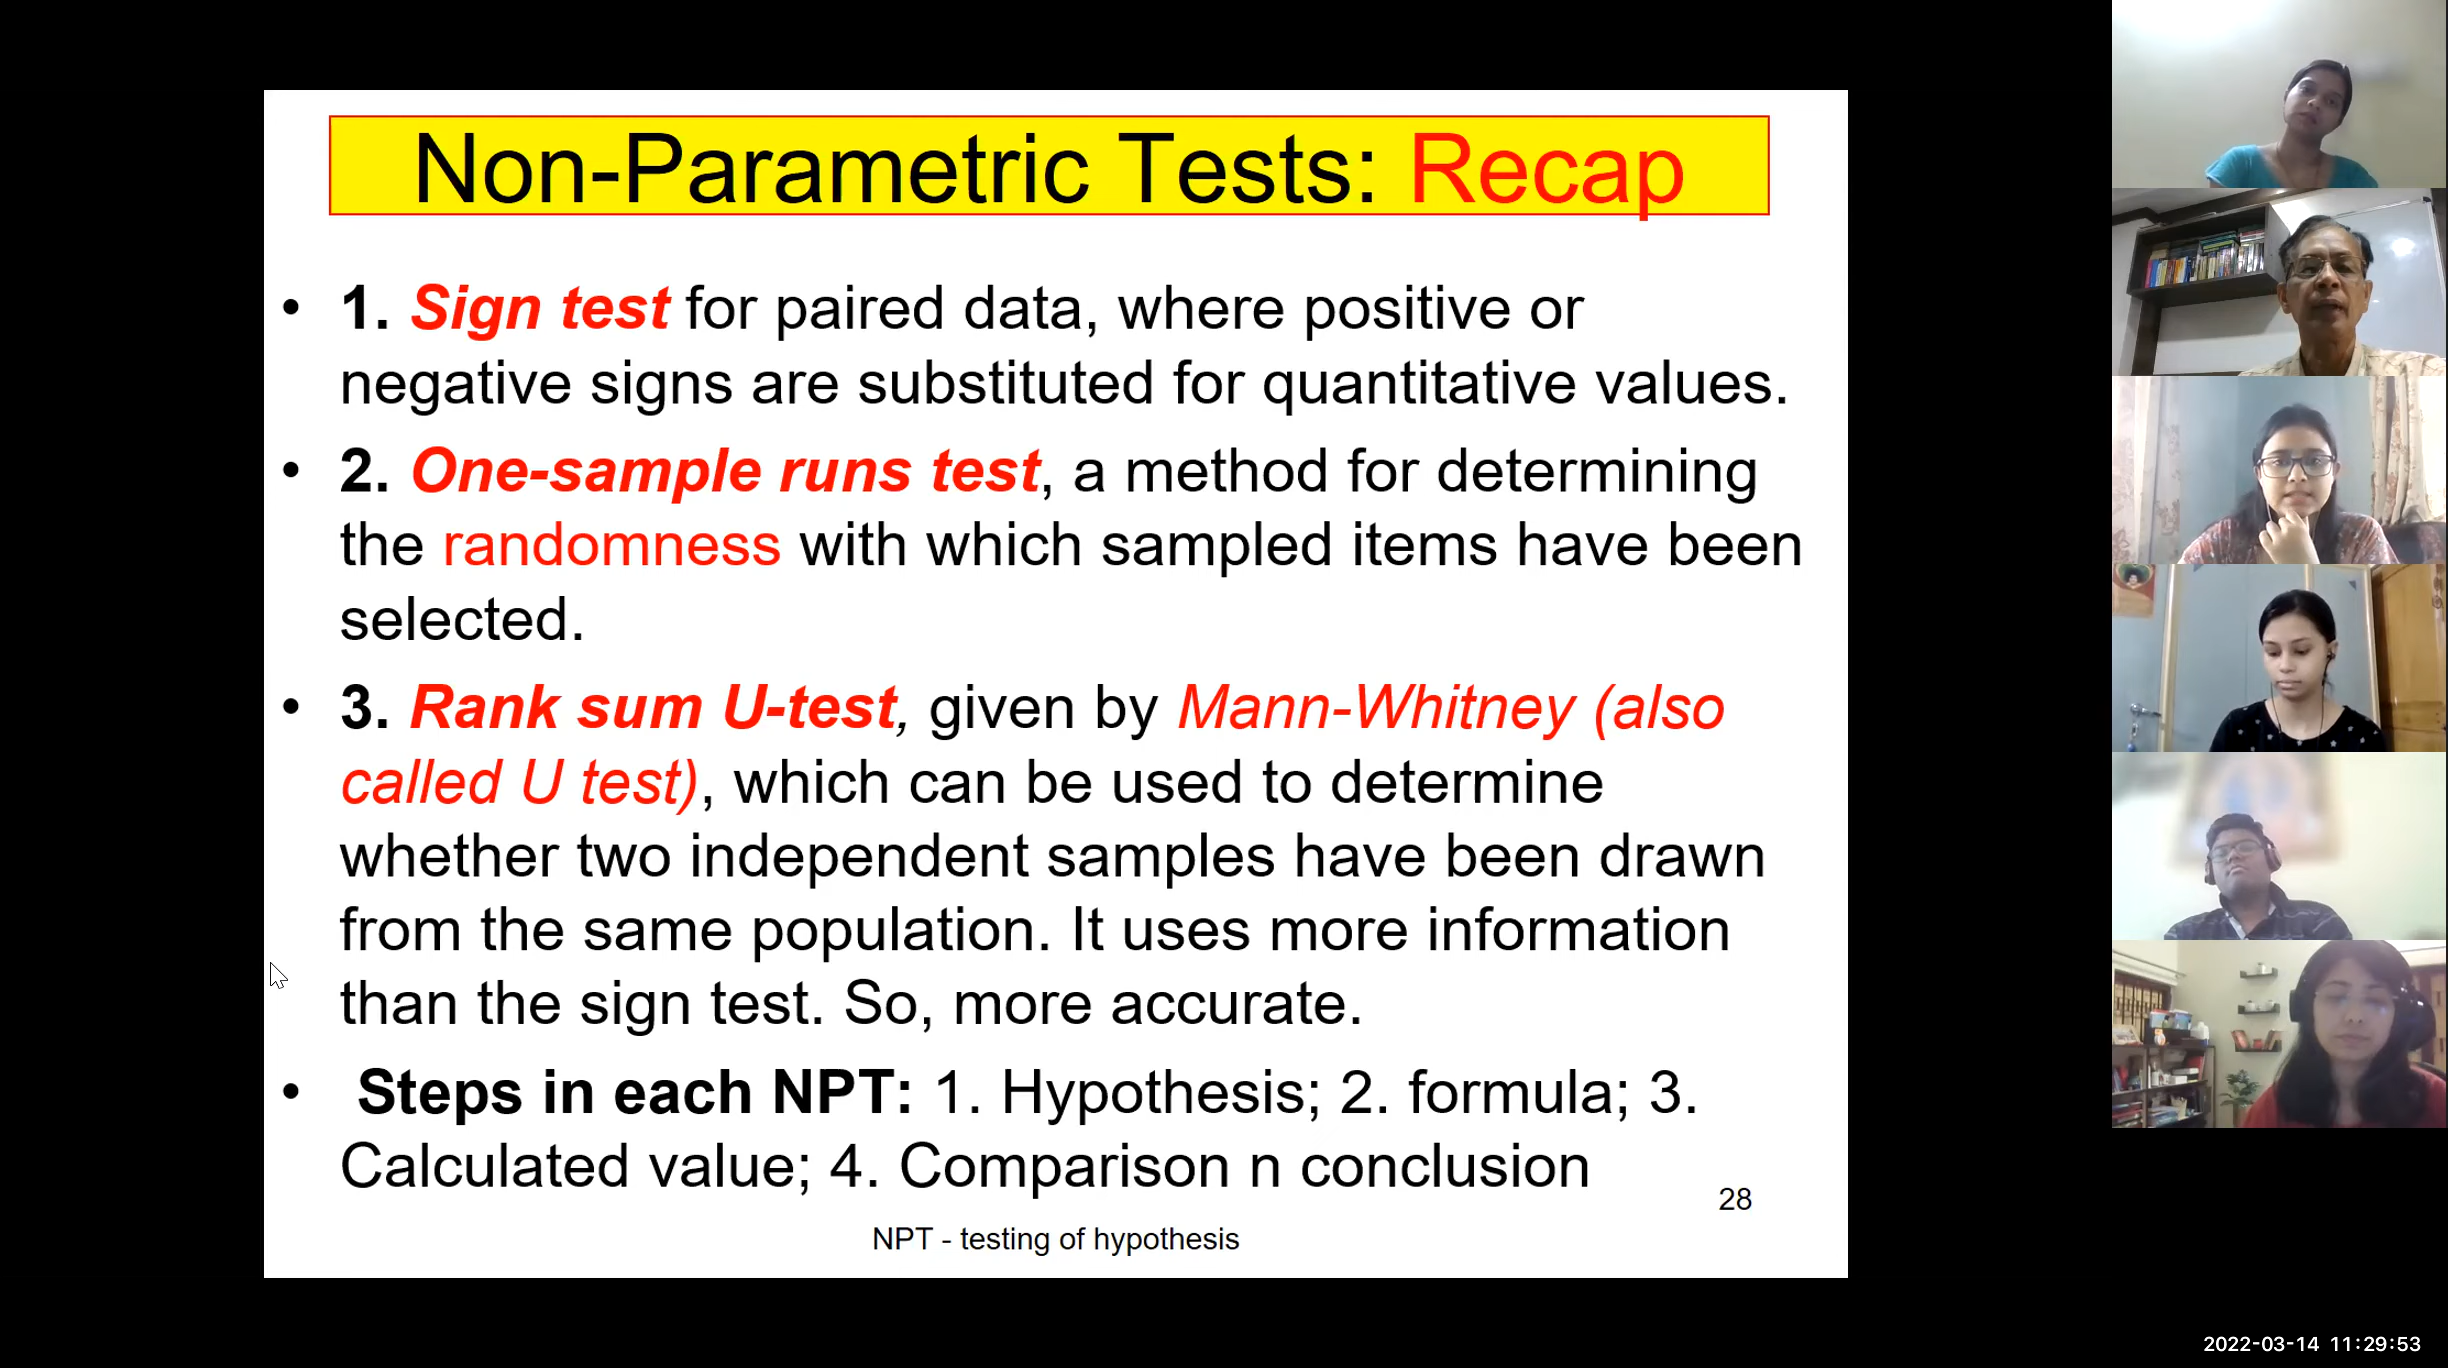 Non-Parametric Tests: Recap
• 1. Sign test for paired data, where positive or
negative signs are substituted for quantitative values.
• 2. One-sample runs test, a method for determining
the randomness with which sampled items have been
selected.
• 3. Rank sum U-test, given by Mann-Whitney (also
called U test), which can be used to determine
whether two independent samples have been drawn
from the same population. It uses more information
than the sign test. So, more accurate.
• Steps in each NPT: 1. Hypothesis; 2. formula; 3.
Calculated value; 4. Comparison n conclusion
28
NPT - testing of hypothesis
2022-03-14 11:29:53